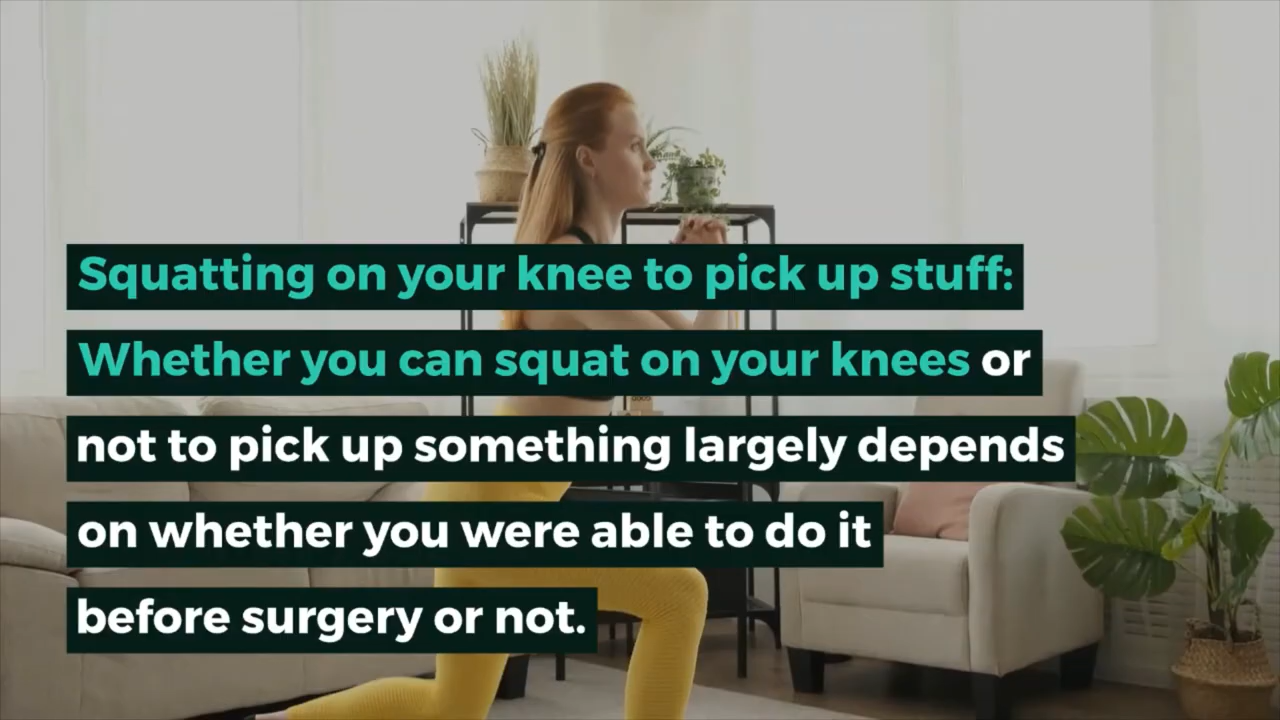 Squatting on your knee to pick up stuff:
Whether you can squat on your knees or
not to pick up something largely depends
on whether you were able to do it
before surgery or not.